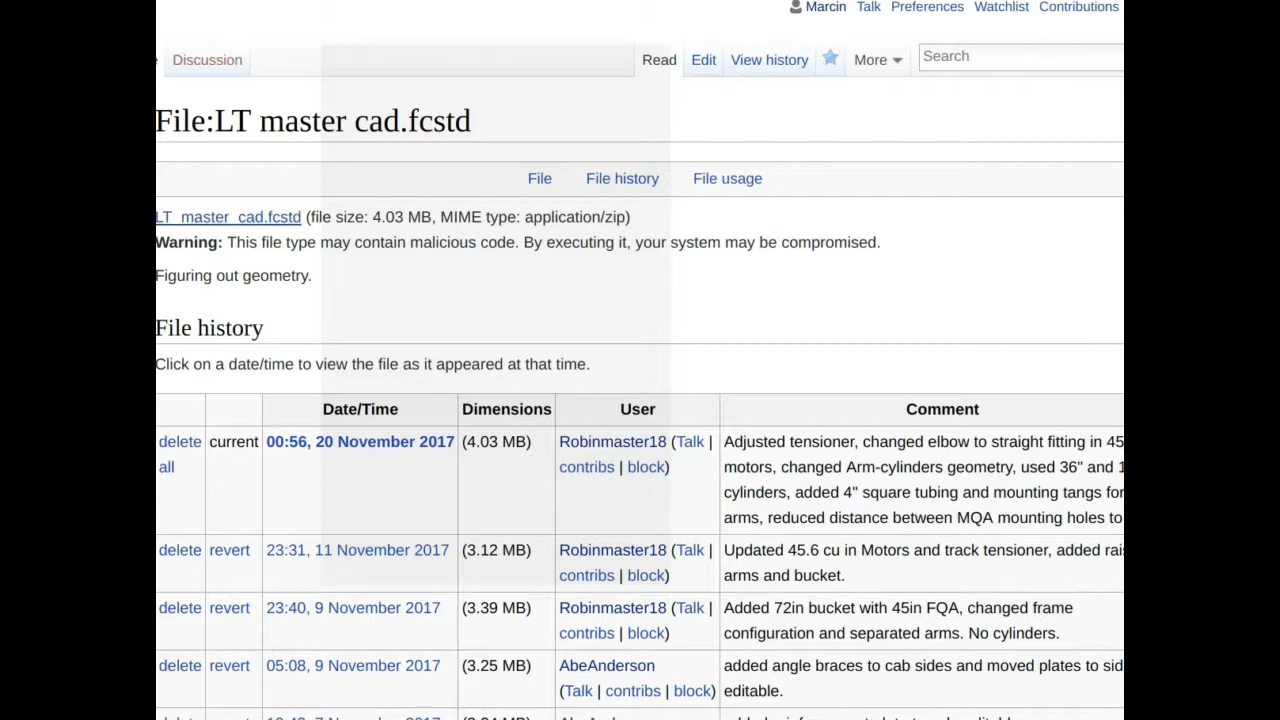 Marcin Talk Preferences Watchlist Contributions
Discussion Read Edit View history More Search
File:LT master cad.fcstd
File File history File usage
LT_master_cad.fcstd (file size: 4.03 MB, MIME type: application/zip)
Warning: This file type may contain malicious code. By executing it, your system may be compromised.
Figuring out geometry.
File history
Click on a date/time to view the file as it appeared at that time.
Date/Time Dimensions User Comment
delete all current 00:56, 20 November 2017 (4.03 MB) Robinmaster18 (Talk | contribs | block) Adjusted tensioner, changed elbow to straight fitting in 45
motors, changed Arm-cylinders geometry, used 36" and 1
cylinders, added 4" square tubing and mounting tangs for
arms, reduced distance between MQA mounting holes to
delete revert 23:31, 11 November 2017 (3.12 MB) Robinmaster18 (Talk | contribs | block) Updated 45.6 cu in Motors and track tensioner, added rai
arms and bucket.
delete revert 23:40, 9 November 2017 (3.39 MB) Robinmaster18 (Talk | contribs | block) Added 72in bucket with 45in FQA, changed frame
configuration and separated arms. No cylinders.
delete revert 05:08, 9 November 2017 (3.25 MB) AbeAnderson (Talk | contribs | block) added angle braces to cab sides and moved plates to sid
editable.